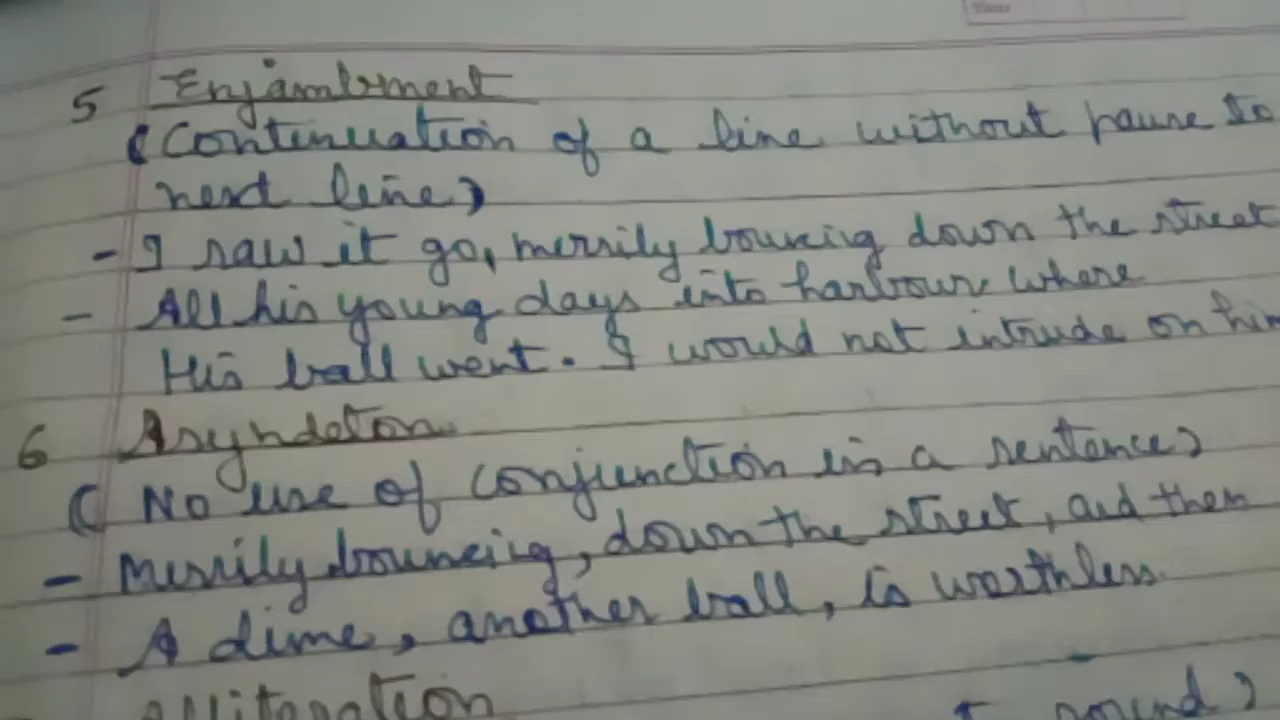 5 Enjambment
(Continuation of a line without pause to
next line)
- I saw it go, merrily bouncing down the street
- All his young days into harbour where
His ball went. I would not intrude on him
6 Asyndeton
( No use of conjunction in a sentence)
- Merrily bouncing, down the street, and then
- A dime, another ball, is worthless.
Alliteration
sound)